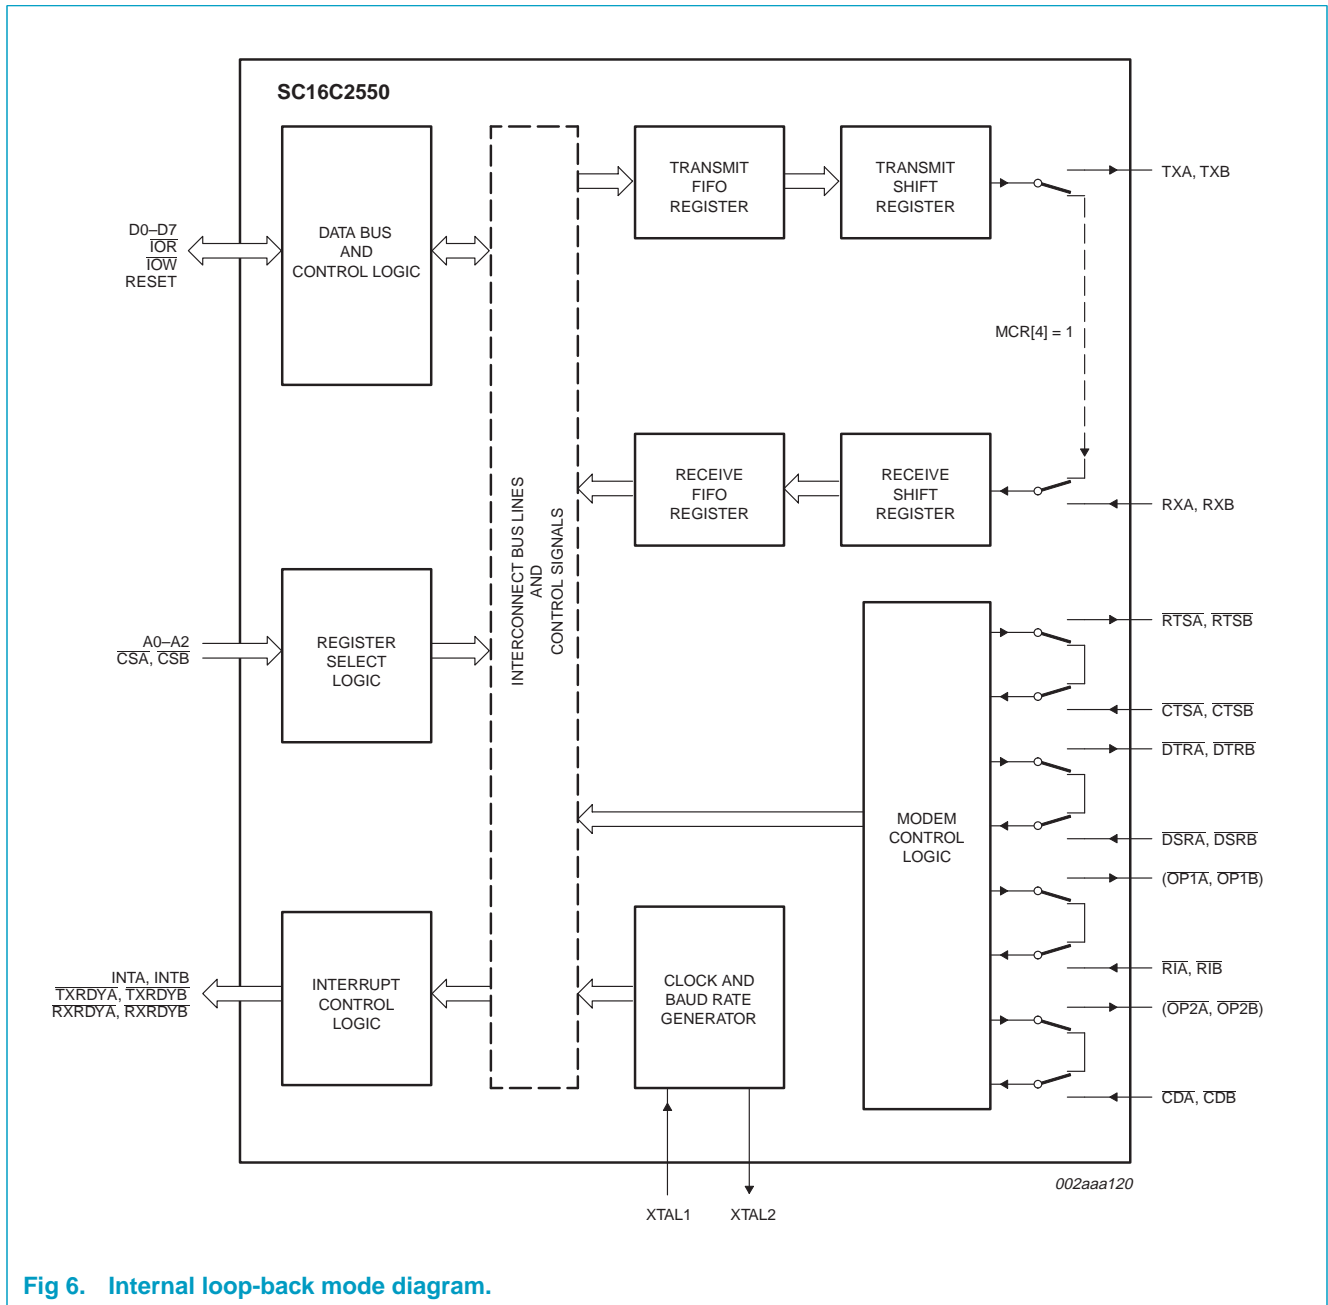 SC16C2550
D0–D7
IOR
IOW
RESET
DATA BUS
AND
CONTROL LOGIC
TRANSMIT
FIFO
REGISTER
TRANSMIT
SHIFT
REGISTER
TXA, TXB
MCR[4] = 1
INTERCONNECT BUS LINES
AND
CONTROL SIGNALS
RECEIVE
FIFO
REGISTER
RECEIVE
SHIFT
REGISTER
RXA, RXB
A0–A2
CSA, CSB
REGISTER
SELECT
LOGIC
MODEM
CONTROL
LOGIC
RTSA, RTSB
CTSA, CTSB
DTRA, DTRB
DSRA, DSRB
(OP1A, OP1B)
RIA, RIB
(OP2A, OP2B)
CDA, CDB
INTA, INTB
TXRDYA, TXRDYB
RXRDYA, RXRDYB
INTERRUPT
CONTROL
LOGIC
CLOCK AND
BAUD RATE
GENERATOR
XTAL1
XTAL2
002aaa120
Fig 6. Internal loop-back mode diagram.